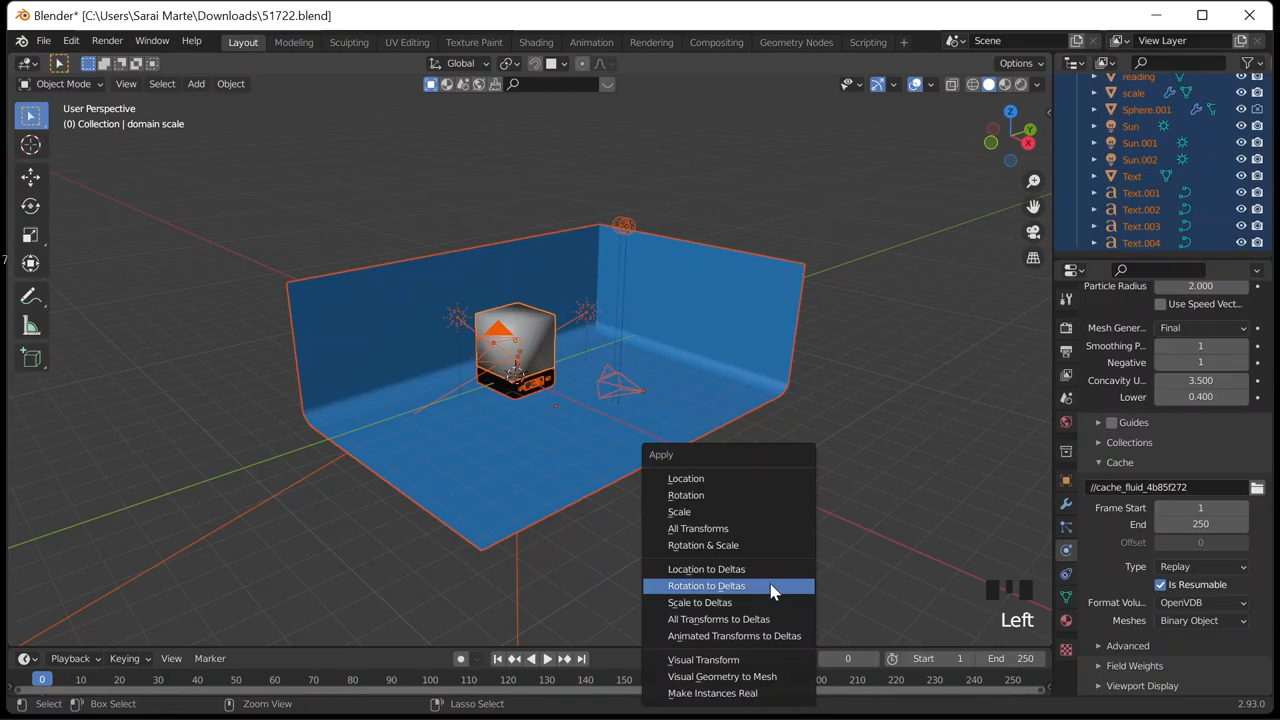 Blender* [C:\Users\Sarai Marte\Downloads\51722.blend]
File Edit Render Window Help Layout Modeling Sculpting UV Editing Texture Paint Shading Animation Rendering Compositing Geometry Nodes Scripting + Scene View Layer
Global Options
Object Mode View Select Add Object
User Perspective
(0) Collection | domain scale
Z
Y
X
7
reading
scale
Sphere.001
Sun
Sun.001
Sun.002
Text
Text.001
Text.002
Text.003
Text.004
Particle Radius 2.000
Use Speed Vect...
Mesh Gener... Final
Smoothing P... 1
Negative 1
Concavity U... 3.500
Lower 0.400
Guides
Collections
Cache
//cache_fluid_4b85f272
Frame Start 1
End 250
Offset 0
Type Replay
Is Resumable
Format Volu... OpenVDB
Meshes Binary Object
Advanced
Field Weights
Viewport Display
Apply
Location
Rotation
Scale
All Transforms
Rotation & Scale
Location to Deltas
Rotation to Deltas
Scale to Deltas
All Transforms to Deltas
Animated Transforms to Deltas
Visual Transform
Visual Geometry to Mesh
Make Instances Real
Left
Playback Keying View Marker 0 Start 1 End 250
0 10 20 30 40 50 60 70 80 90 100 110 120 130 140 150 200 210 220 230 240 250
Select Box Select Zoom View Lasso Select 2.93.0